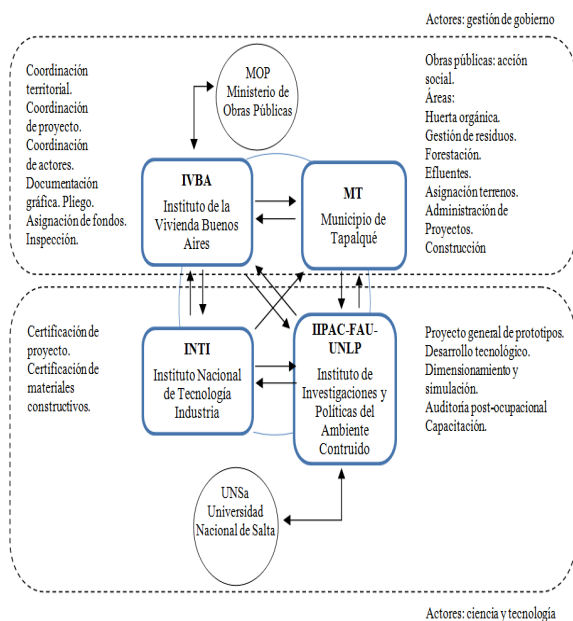 Actores: gestión de gobierno
Coordinación
territorial.
Coordinación
de proyecto.
Coordinación
de actores.
Documentación
gráfica. Pliego.
Asignación de fondos.
Inspección.
MOP
Ministerio de
Obras Públicas
Obras públicas: acción
social.
Áreas:
Huerta orgánica.
Gestión de residuos.
Forestación.
Efluentes.
Asignación terrenos.
Administración de
Proyectos.
Construcción
IVBA
Instituto de la
Vivienda Buenos
Aires
MT
Municipio de
Tapalqué
Certificación de
proyecto.
Certificación de
materiales
constructivos.
INTI
Instituto Nacional
de Tecnología
Industria
IIPAC-FAU-
UNLP
Instituto de
Investigaciones y
Políticas del
Ambiente
Contruido
Proyecto general de prototipos.
Desarrollo tecnológico.
Dimensionamiento y
simulación.
Auditoría post-ocupacional
Capacitación.
UNSa
Universidad
Nacional de Salta
Actores: ciencia y tecnología